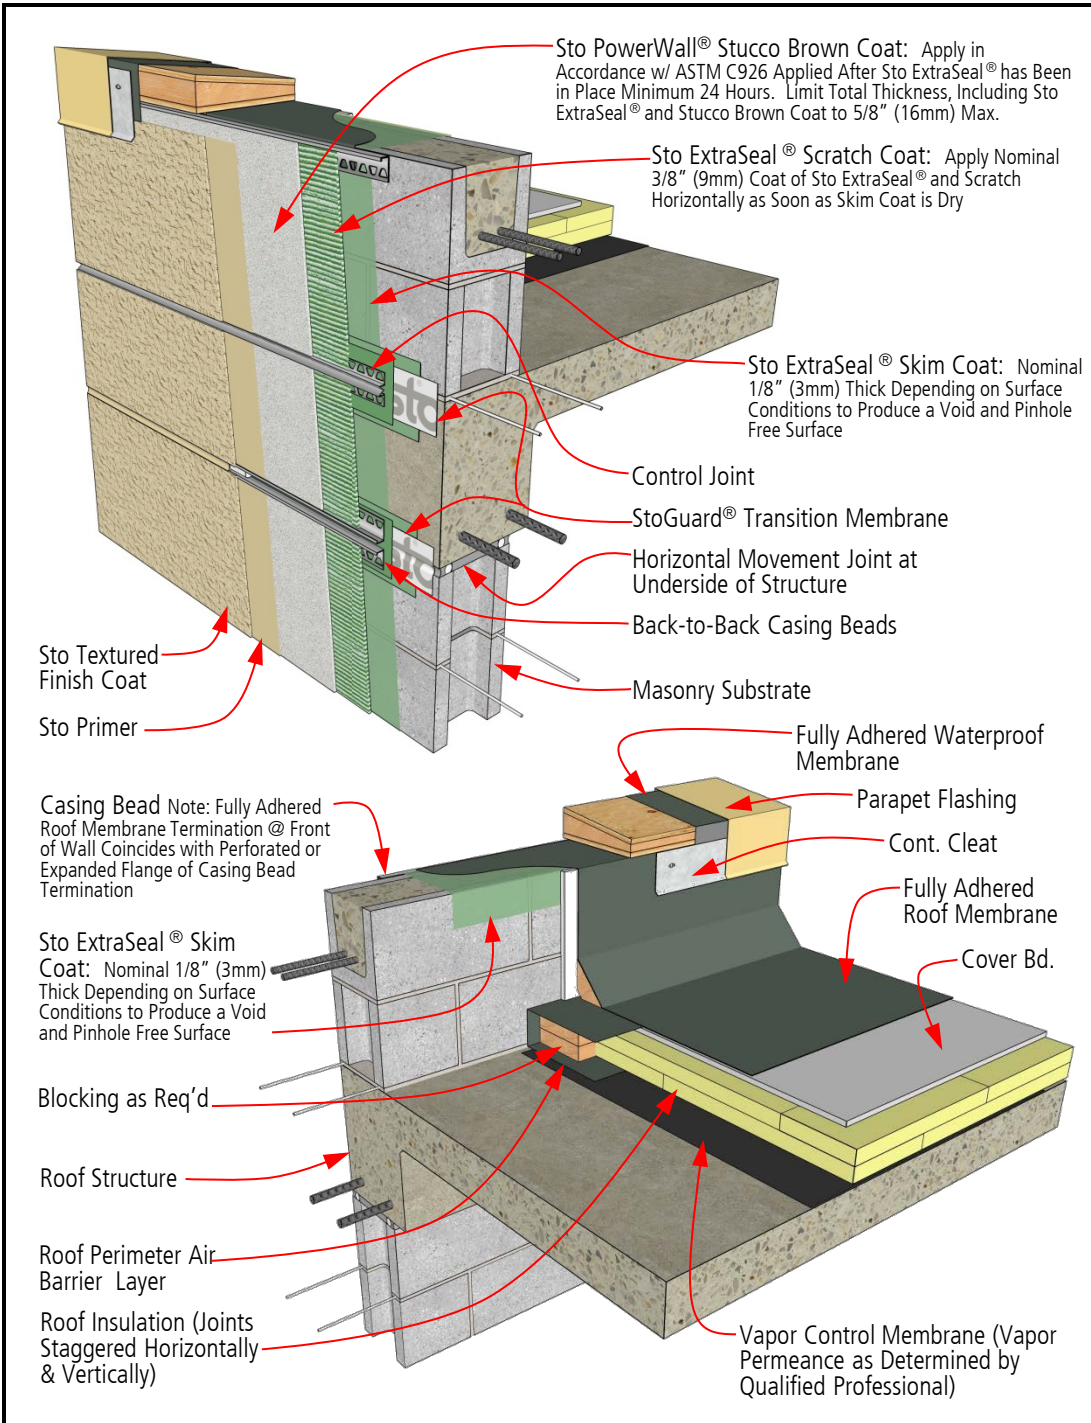 Sto PowerWall® Stucco Brown Coat: Apply in
Accordance w/ ASTM C926 Applied After Sto ExtraSeal® has Been
in Place Minimum 24 Hours. Limit Total Thickness, Including Sto
ExtraSeal® and Stucco Brown Coat to 5/8" (16mm) Max.
Sto ExtraSeal® Scratch Coat: Apply Nominal
3/8" (9mm) Coat of Sto ExtraSeal® and Scratch
Horizontally as Soon as Skim Coat is Dry
Sto ExtraSeal® Skim Coat: Nominal
1/8" (3mm) Thick Depending on Surface
Conditions to Produce a Void and Pinhole
Free Surface
sto
Control Joint
StoGuard® Transition Membrane
sto
Horizontal Movement Joint at
Underside of Structure
Back-to-Back Casing Beads
Masonry Substrate
Sto Textured
Finish Coat
Sto Primer
Fully Adhered Waterproof
Membrane
Parapet Flashing
Cont. Cleat
Fully Adhered
Roof Membrane
Cover Bd.
Casing Bead Note: Fully Adhered
Roof Membrane Termination @ Front
of Wall Coincides with Perforated or
Expanded Flange of Casing Bead
Termination
Sto ExtraSeal® Skim
Coat: Nominal 1/8" (3mm)
Thick Depending on Surface
Conditions to Produce a Void
and Pinhole Free Surface
Blocking as Req'd
Roof Structure
Roof Perimeter Air
Barrier Layer
Roof Insulation (Joints
Staggered Horizontally
& Vertically)
Vapor Control Membrane (Vapor
Permeance as Determined by
Qualified Professional)